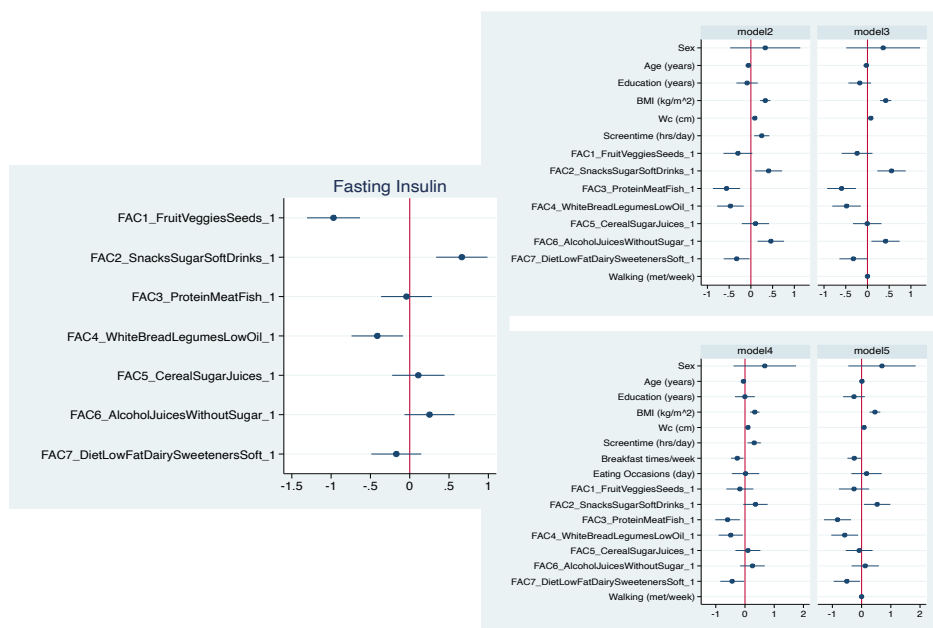 Fasting Insulin
FAC1_FruitVeggiesSeeds_1
FAC2_SnacksSugarSoftDrinks_1
FAC3_ProteinMeatFish_1
FAC4_WhiteBreadLegumesLowOil_1
FAC5_CerealSugarJuices_1
FAC6_AlcoholJuicesWithoutSugar_1
FAC7_DietLowFatDairySweetenersSoft_1
-1.5 -1 -.5 0 .5 1
model2 model3
Sex
Age (years)
Education (years)
BMI (kg/m^2)
Wc (cm)
Screentime (hrs/day)
FAC1_FruitVeggiesSeeds_1
FAC2_SnacksSugarSoftDrinks_1
FAC3_ProteinMeatFish_1
FAC4_WhiteBreadLegumesLowOil_1
FAC5_CerealSugarJuices_1
FAC6_AlcoholJuicesWithoutSugar_1
FAC7_DietLowFatDairySweetenersSoft_1
Walking (met/week)
-1 -.5 0 .5 1 -1 -.5 0 .5 1
model4 model5
Sex
Age (years)
Education (years)
BMI (kg/m^2)
Wc (cm)
Screentime (hrs/day)
Breakfast times/week
Eating Occasions (day)
FAC1_FruitVeggiesSeeds_1
FAC2_SnacksSugarSoftDrinks_1
FAC3_ProteinMeatFish_1
FAC4_WhiteBreadLegumesLowOil_1
FAC5_CerealSugarJuices_1
FAC6_AlcoholJuicesWithoutSugar_1
FAC7_DietLowFatDairySweetenersSoft_1
Walking (met/week)
-1 0 1 2 -1 0 1 2